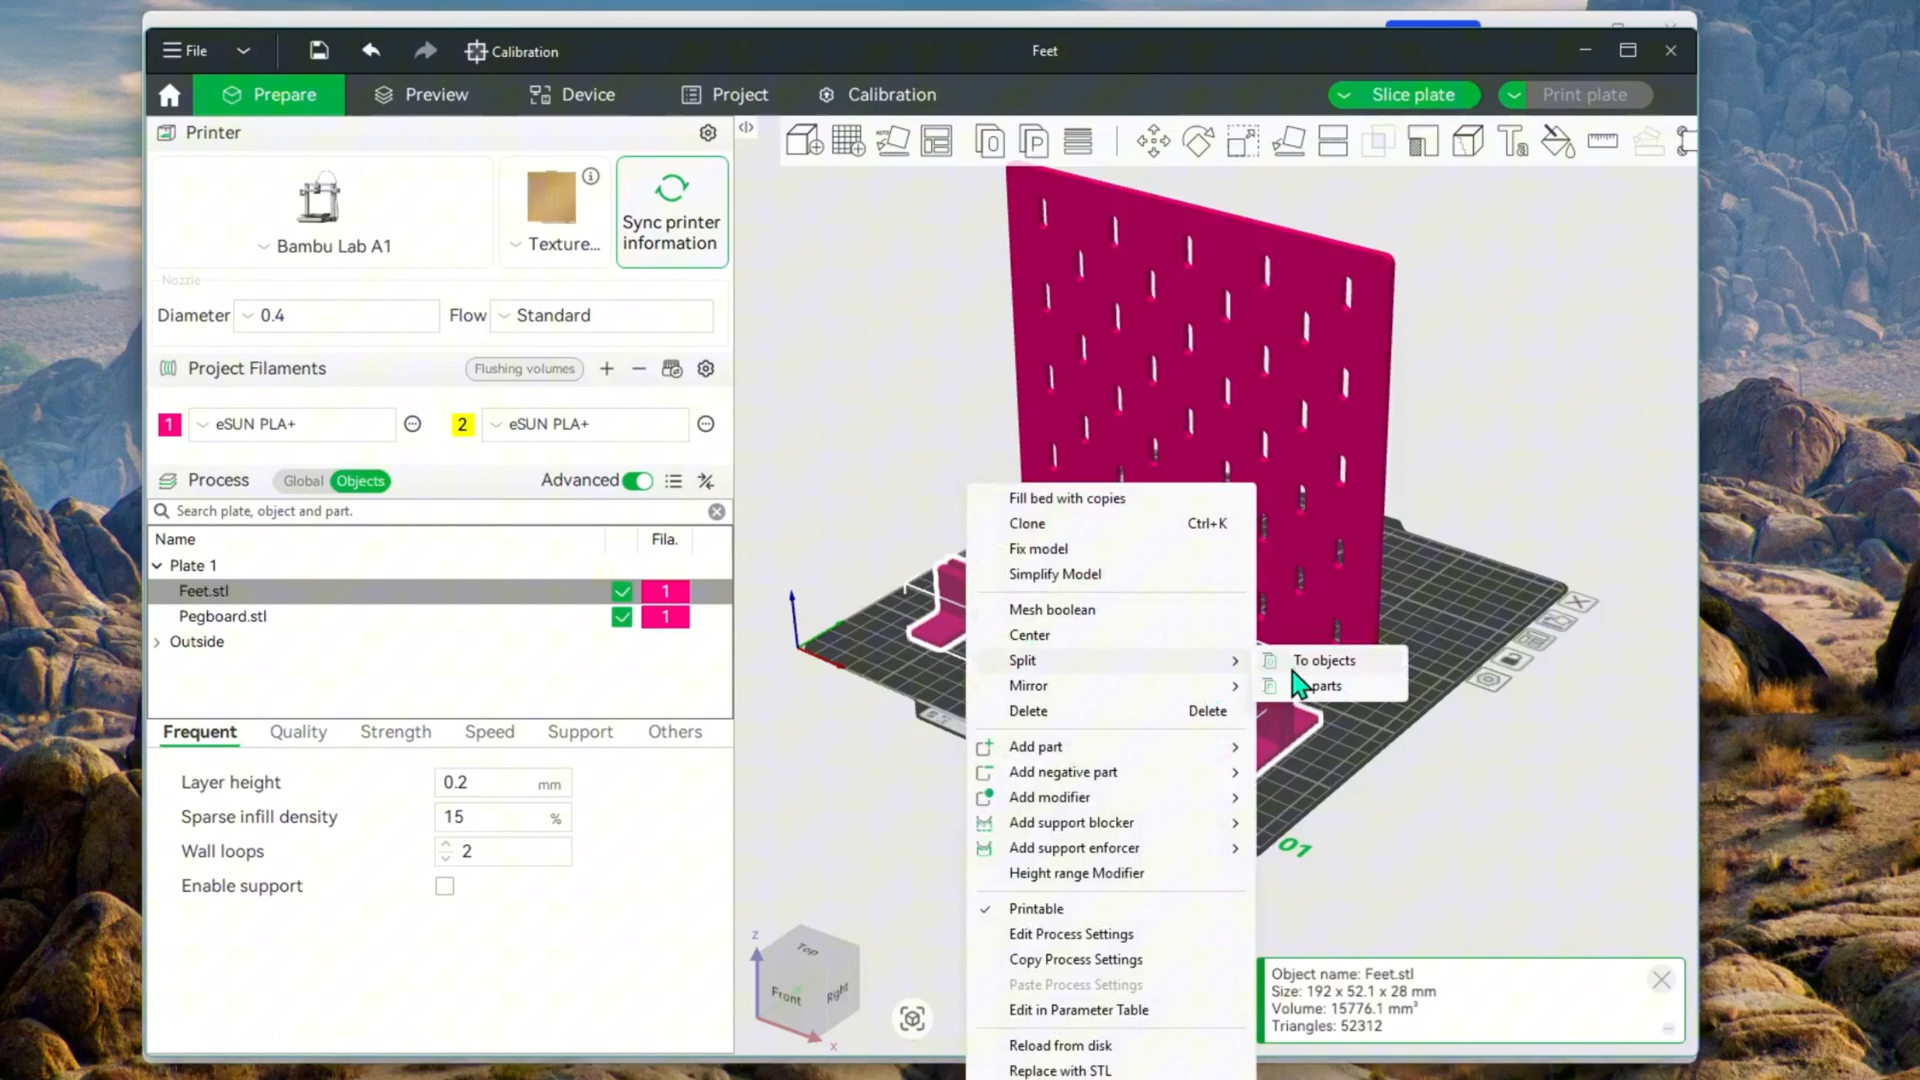 File
Calibration
Feet
Prepare
Preview
Device
Project
Calibration
Slice plate
Print plate
Printer
Bambu Lab A1
Texture...
Sync printer
information
Nozzle
Diameter
0.4
Flow
Standard
Project Filaments
Flushing volumes
1
eSUN PLA+
2
eSUN PLA+
Process
Global
Objects
Advanced
Search plate, object and part.
Name
Fila.
Plate 1
Feet.stl
1
Pegboard.stl
1
Outside
Frequent
Quality
Strength
Speed
Support
Others
Layer height
0.2
mm
Sparse infill density
15
%
Wall loops
2
Enable support
Fill bed with copies
Clone
Ctrl+K
Fix model
Simplify Model
Mesh boolean
Center
Split
Mirror
Delete
Delete
To objects
parts
Add part
Add negative part
Add modifier
Add support blocker
Add support enforcer
Height range Modifier
Printable
Edit Process Settings
Copy Process Settings
Paste Process Settings
Edit in Parameter Table
Reload from disk
Replace with STL
01
z
Top
Front
Right
x
Object name: Feet.stl
Size: 192 x 52.1 x 28 mm
Volume: 15776.1 mm³
Triangles: 52312